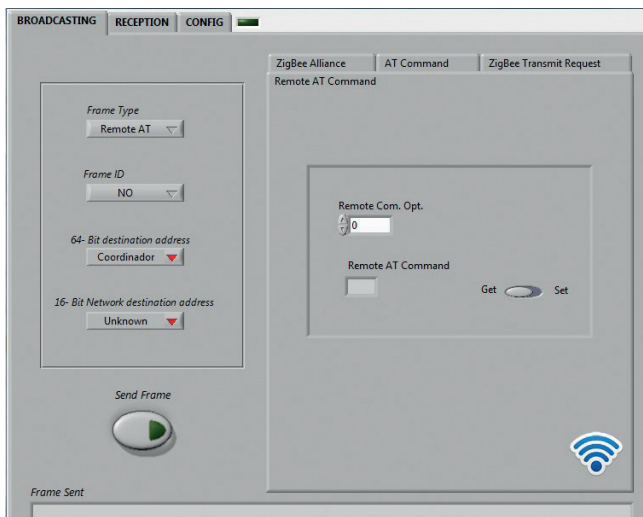 BROADCASTING RECEPTION CONFIG
ZigBee Alliance AT Command ZigBee Transmit Request
Remote AT Command
Frame Type
Remote AT
Frame ID
NO
64- Bit destination address
Coordinador
16- Bit Network destination address
Unknown
Send Frame
Remote Com. Opt.
0
Remote AT Command
Get Set
Frame Sent